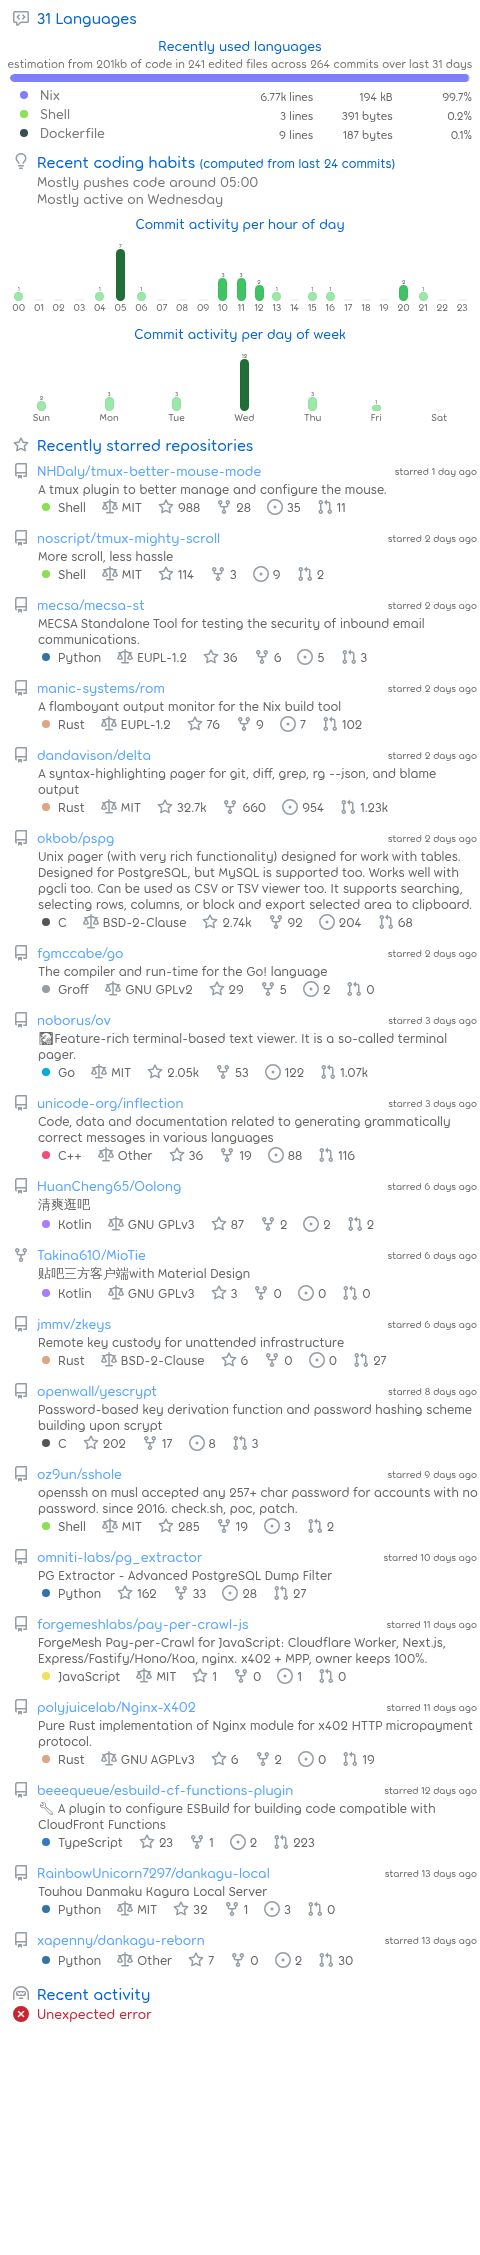 31 Languages
Recently used languages
estimation from 201kb of code in 241 edited files across 264 commits over last 31 days
Nix 6.77k lines 194 kB 99.7%
Shell 3 lines 391 bytes 0.2%
Dockerfile 9 lines 187 bytes 0.1%
Recent coding habits (computed from last 24 commits)
Mostly pushes code around 05:00
Mostly active on Wednesday
Commit activity per hour of day
1 1 7 1 3 3 2 1 1 1 2 1
00 01 02 03 04 05 06 07 08 09 10 11 12 13 14 15 16 17 18 19 20 21 22 23
Commit activity per day of week
2 3 3 12 3 1
Sun Mon Tue Wed Thu Fri Sat
Recently starred repositories
NHDaly/tmux-better-mouse-mode starred 1 day ago
A tmux plugin to better manage and configure the mouse.
Shell MIT 988 28 35 11
noscript/tmux-mighty-scroll starred 2 days ago
More scroll, less hassle
Shell MIT 114 3 9 2
mecsa/mecsa-st starred 2 days ago
MECSA Standalone Tool for testing the security of inbound email
communications.
Python EUPL-1.2 36 6 5 3
manic-systems/rom starred 2 days ago
A flamboyant output monitor for the Nix build tool
Rust EUPL-1.2 76 9 7 102
dandavison/delta starred 2 days ago
A syntax-highlighting pager for git, diff, grep, rg --json, and blame
output
Rust MIT 32.7k 660 954 1.23k
okbob/pspg starred 2 days ago
Unix pager (with very rich functionality) designed for work with tables.
Designed for PostgreSQL, but MySQL is supported too. Works well with
pgcli too. Can be used as CSV or TSV viewer too. It supports searching,
selecting rows, columns, or block and export selected area to clipboard.
C BSD-2-Clause 2.74k 92 204 68
fgmccabe/go starred 2 days ago
The compiler and run-time for the Go! language
Groff GNU GPLv2 29 5 2 0
noborus/ov starred 3 days ago
Feature-rich terminal-based text viewer. It is a so-called terminal
pager.
Go MIT 2.05k 53 122 1.07k
unicode-org/inflection starred 3 days ago
Code, data and documentation related to generating grammatically
correct messages in various languages
C++ Other 36 19 88 116
HuanCheng65/Oolong starred 6 days ago
清爽逛吧
Kotlin GNU GPLv3 87 2 2 2
Takina610/MioTie starred 6 days ago
贴吧三方客户端with Material Design
Kotlin GNU GPLv3 3 0 0 0
jmmv/zkeys starred 6 days ago
Remote key custody for unattended infrastructure
Rust BSD-2-Clause 6 0 0 27
openwall/yescrypt starred 8 days ago
Password-based key derivation function and password hashing scheme
building upon scrypt
C 202 17 8 3
oz9un/sshole starred 9 days ago
openssh on musl accepted any 257+ char password for accounts with no
password. since 2016. check.sh, poc, patch.
Shell MIT 285 19 3 2
omniti-labs/pg_extractor starred 10 days ago
PG Extractor - Advanced PostgreSQL Dump Filter
Python 162 33 28 27
forgemeshlabs/pay-per-crawl-js starred 11 days ago
ForgeMesh Pay-per-Crawl for JavaScript: Cloudflare Worker, Next.js,
Express/Fastify/Hono/Koa, nginx. x402 + MPP, owner keeps 100%.
JavaScript MIT 1 0 1 0
polyjuicelab/Nginx-X402 starred 11 days ago
Pure Rust implementation of Nginx module for x402 HTTP micropayment
protocol.
Rust GNU AGPLv3 6 2 0 19
beeequeue/esbuild-cf-functions-plugin starred 12 days ago
A plugin to configure ESBuild for building code compatible with
CloudFront Functions
TypeScript 23 1 2 223
RainbowUnicorn7297/dankagu-local starred 13 days ago
Touhou Danmaku Kagura Local Server
Python MIT 32 1 3 0
xapenny/dankagu-reborn starred 13 days ago
Python Other 7 0 2 30
Recent activity
Unexpected error